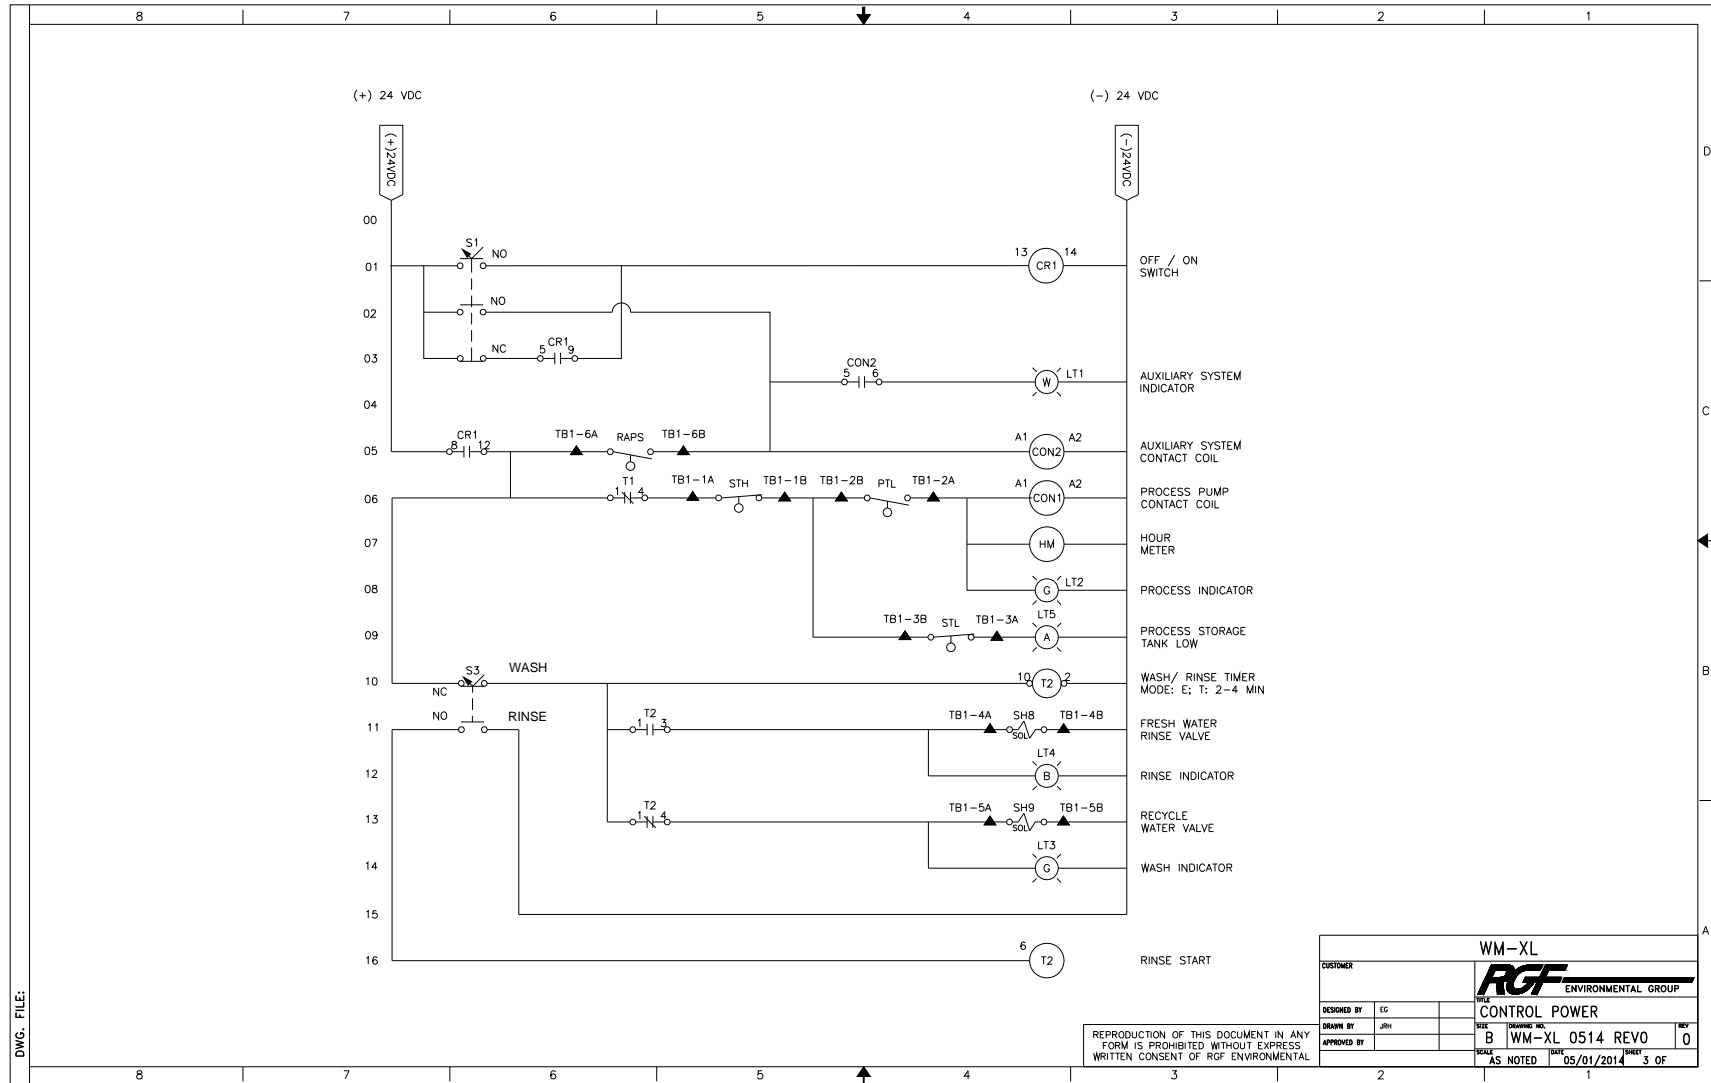 8 7 6 5 4 3 2 1
(+) 24 VDC (-) 24 VDC
(+)24VDC (-)24VDC
D
00
S1 NO
01 13 CR1 14 OFF / ON
SWITCH
02 NO
03 NC 5 CR1 9
CON2
5 6 W LT1 AUXILIARY SYSTEM
INDICATOR
04
C
CR1 TB1-6A RAPS TB1-6B
05 8 12 A1 CON2 A2 AUXILIARY SYSTEM
CONTACT COIL
T1 TB1-1A STH TB1-1B TB1-2B PTL TB1-2A
06 1 4 A1 CON1 A2 PROCESS PUMP
CONTACT COIL
07 HM HOUR
METER
08 G LT2 PROCESS INDICATOR
TB1-3B STL TB1-3A LT5
09 A PROCESS STORAGE
TANK LOW
S3 WASH
10 NC 10 T2 2 WASH/ RINSE TIMER
MODE: E; T: 2-4 MIN
B
NO RINSE
11 T2 1 3 TB1-4A SH8 SOL TB1-4B FRESH WATER
RINSE VALVE
LT4
12 B RINSE INDICATOR
13 T2 1 4 TB1-5A SH9 SOL TB1-5B RECYCLE
WATER VALVE
LT3
14 G WASH INDICATOR
15
A
16 6 T2 RINSE START
WM-XL
CUSTOMER
RGF ENVIRONMENTAL GROUP
TITLE
CONTROL POWER
DESIGNED BY EG
DRAWN BY JRH
APPROVED BY
SIZE DRAWING NO. REV
B WM-XL 0514 REV0 0
SCALE DATE SHEET
AS NOTED 05/01/2014 3 OF
REPRODUCTION OF THIS DOCUMENT IN ANY
FORM IS PROHIBITED WITHOUT EXPRESS
WRITTEN CONSENT OF RGF ENVIRONMENTAL
DWG. FILE:
8 7 6 5 4 3 2 1